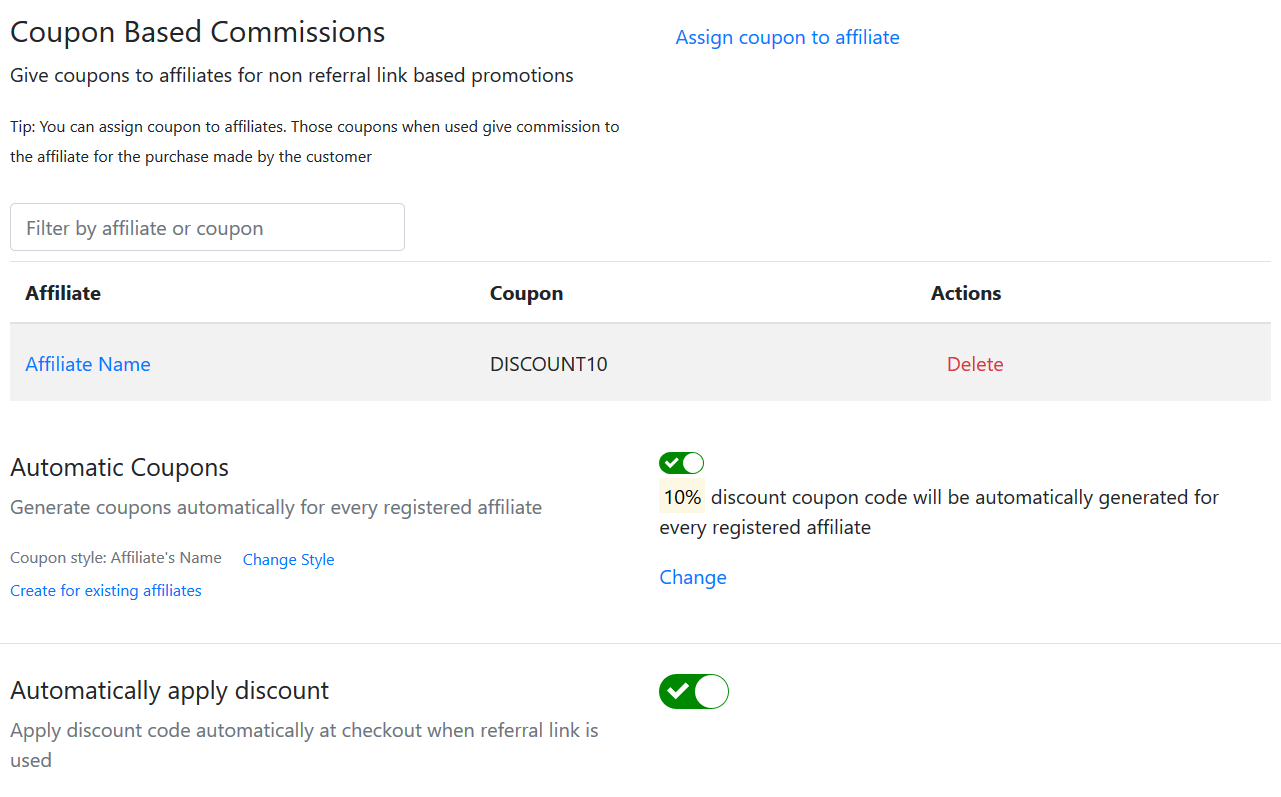 Coupon Based Commissions
Assign coupon to affiliate
Give coupons to affiliates for non referral link based promotions
Tip: You can assign coupon to affiliates. Those coupons when used give commission to
the affiliate for the purchase made by the customer
Filter by affiliate or coupon
Affiliate Coupon Actions
Affiliate Name DISCOUNT10 Delete
Automatic Coupons
Generate coupons automatically for every registered affiliate
Coupon style: Affiliate's Name Change Style
Create for existing affiliates
10% discount coupon code will be automatically generated for
every registered affiliate
Change
Automatically apply discount
Apply discount code automatically at checkout when referral link is
used